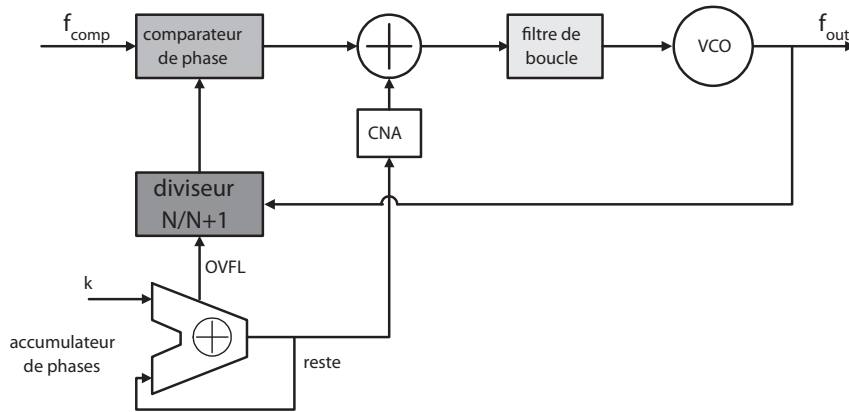 f_comp
comparateur
de phase
filtre de
boucle
VCO
f_out
CNA
diviseur
N/N+1
OVFL
k
accumulateur
de phases
reste